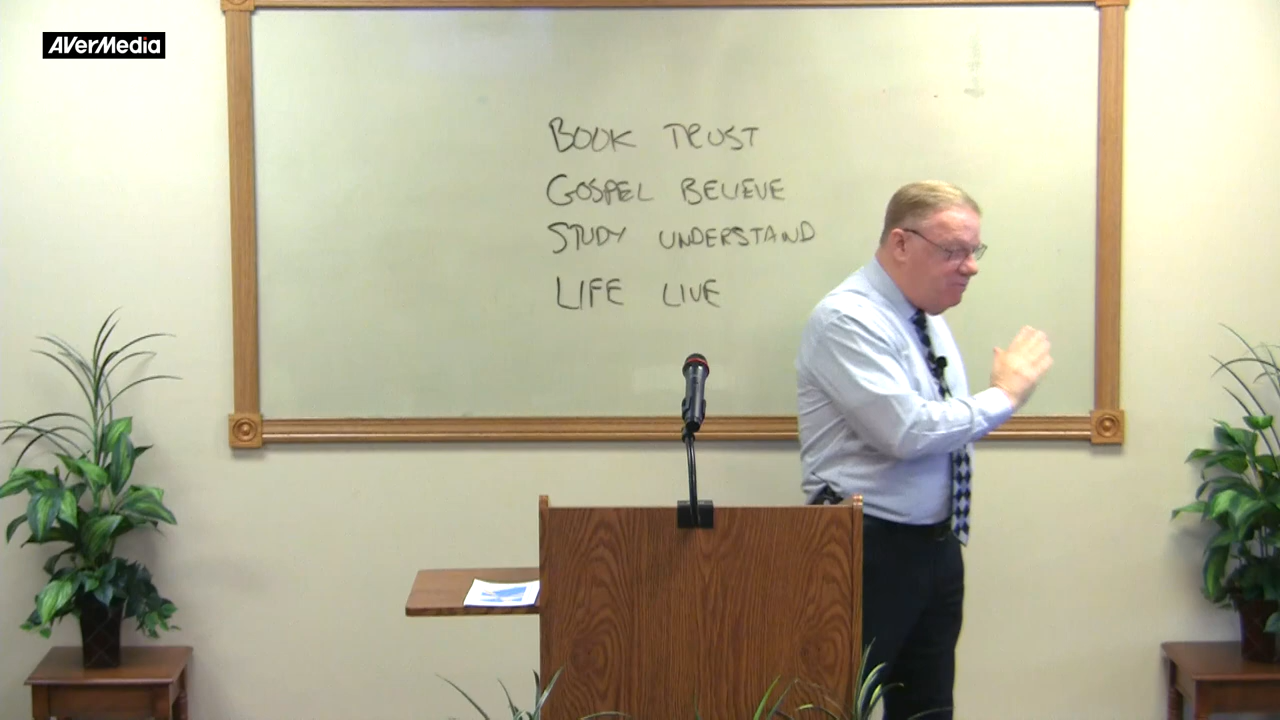 AVerMedia
BOOK TRUST
GOSPEL BELIEVE
STUDY UNDERSTAND
LIFE LIVE